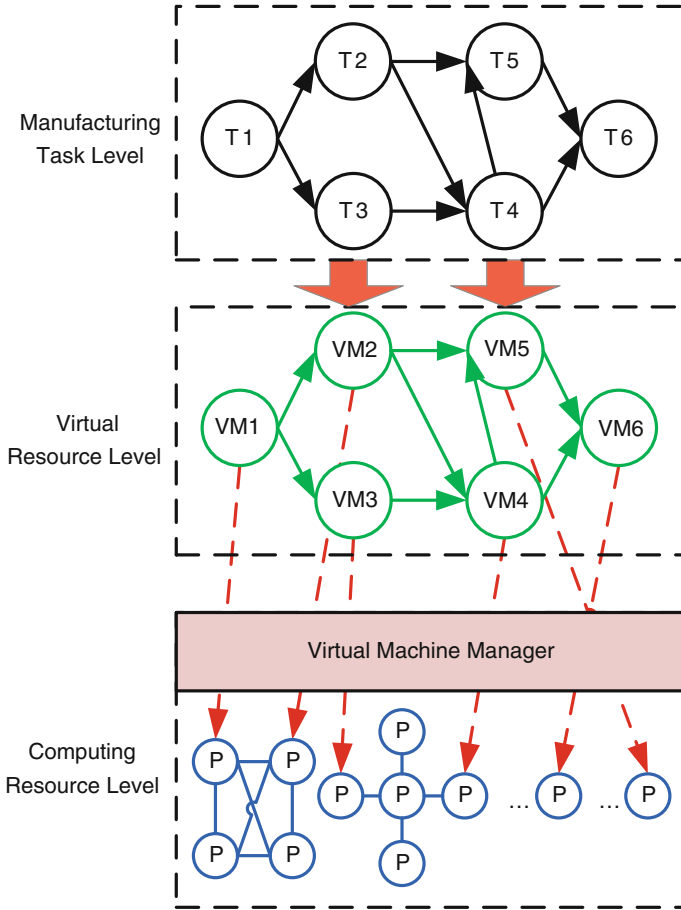 T2 T5
Manufacturing
Task Level
T1 T6
T3 T4
VM2 VM5
Virtual
Resource Level
VM1 VM6
VM3 VM4
Virtual Machine Manager
Computing
Resource Level
P
P P
P P P ... P ... P
P P
P